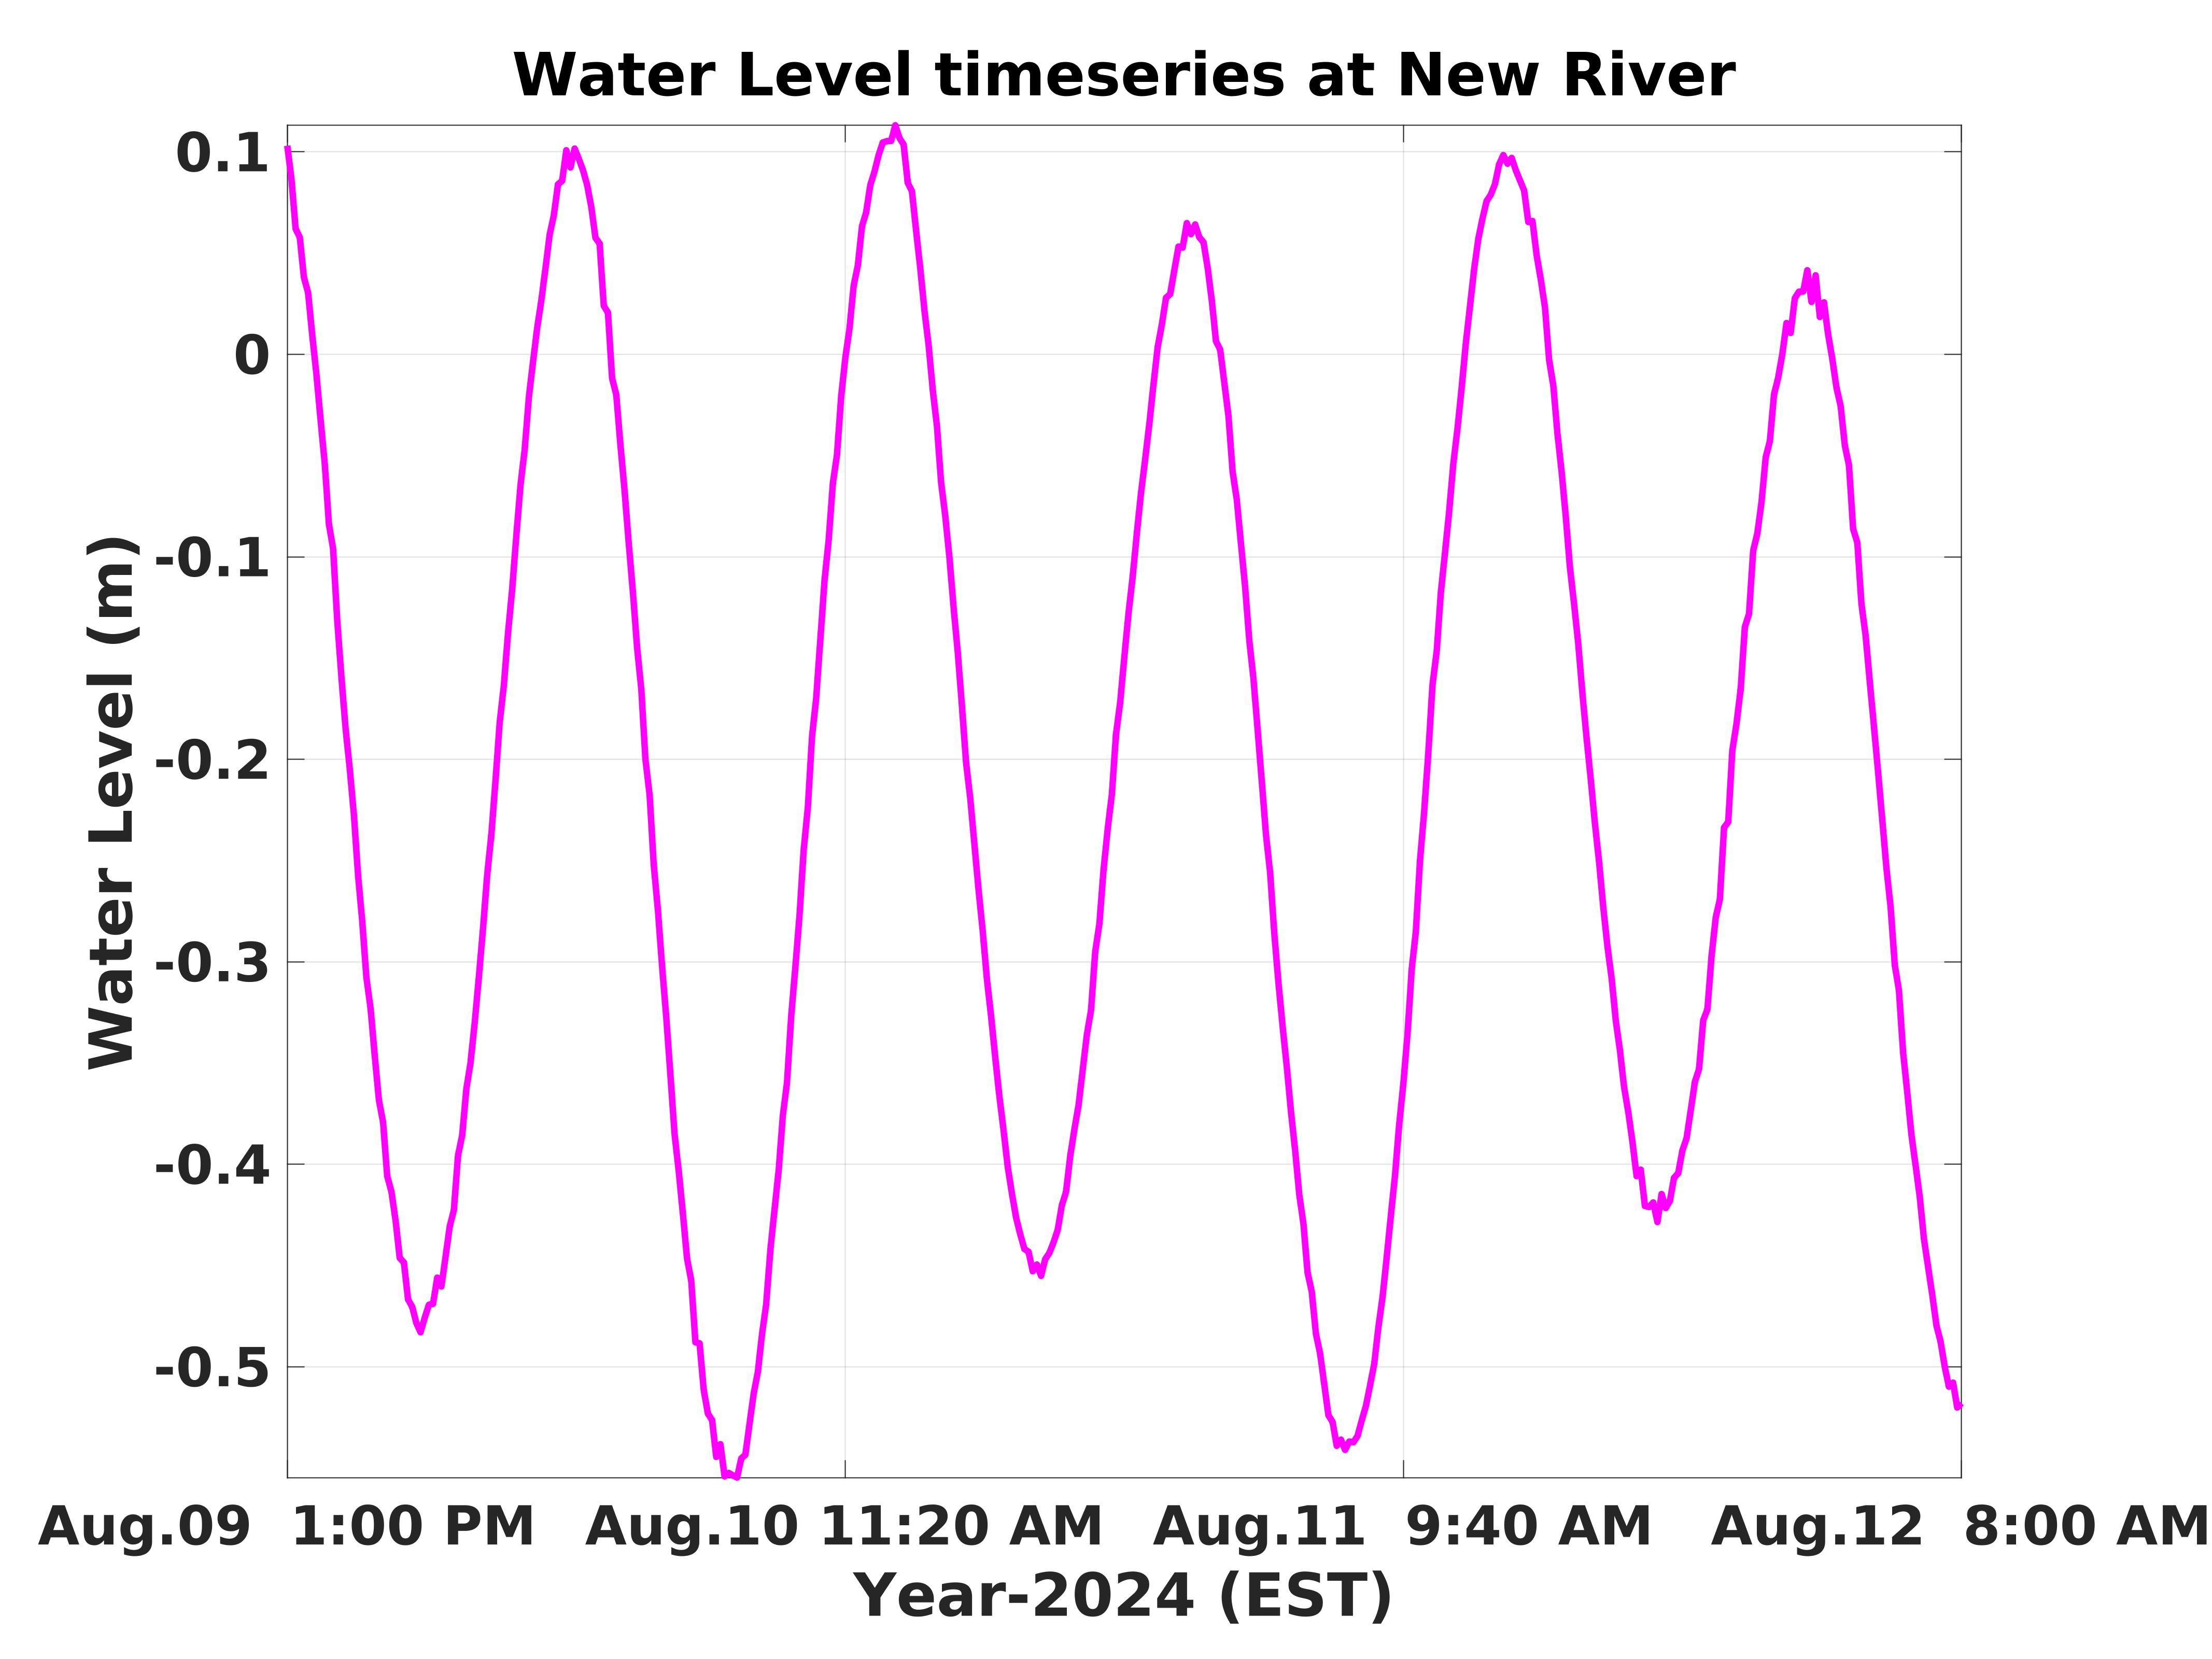 Water Level timeseries at New River
Water Level (m)
0.1
0
-0.1
-0.2
-0.3
-0.4
-0.5
Aug.09 1:00 PM Aug.10 11:20 AM Aug.11 9:40 AM Aug.12 8:00 AM
Year-2024 (EST)